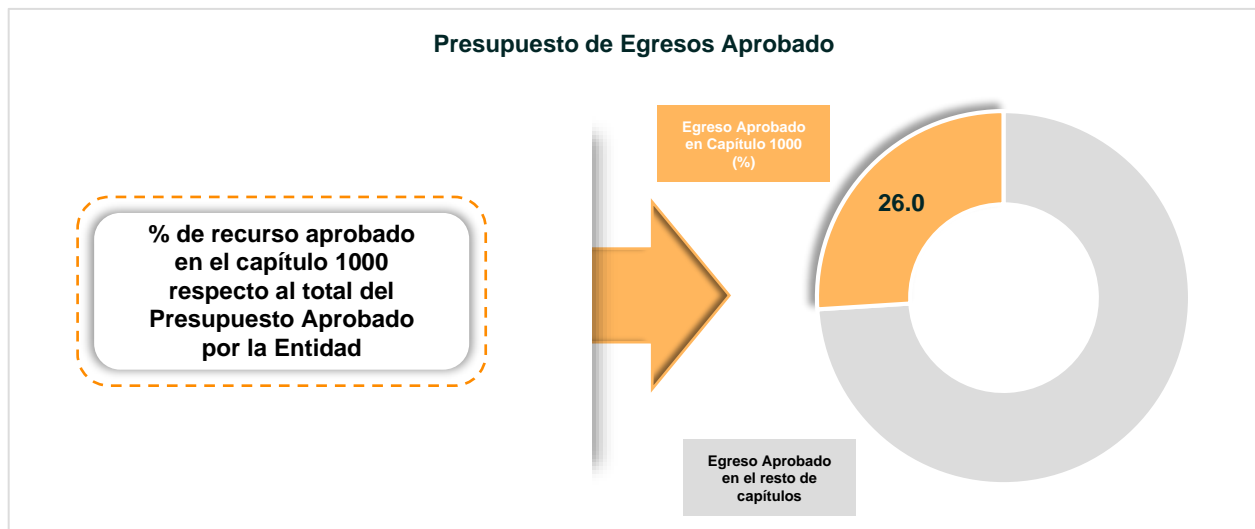 Presupuesto de Egresos Aprobado
% de recurso aprobado
en el capítulo 1000
respecto al total del
Presupuesto Aprobado
por la Entidad
Egreso Aprobado
en Capítulo 1000
(%)
26.0
Egreso Aprobado
en el resto de
capítulos